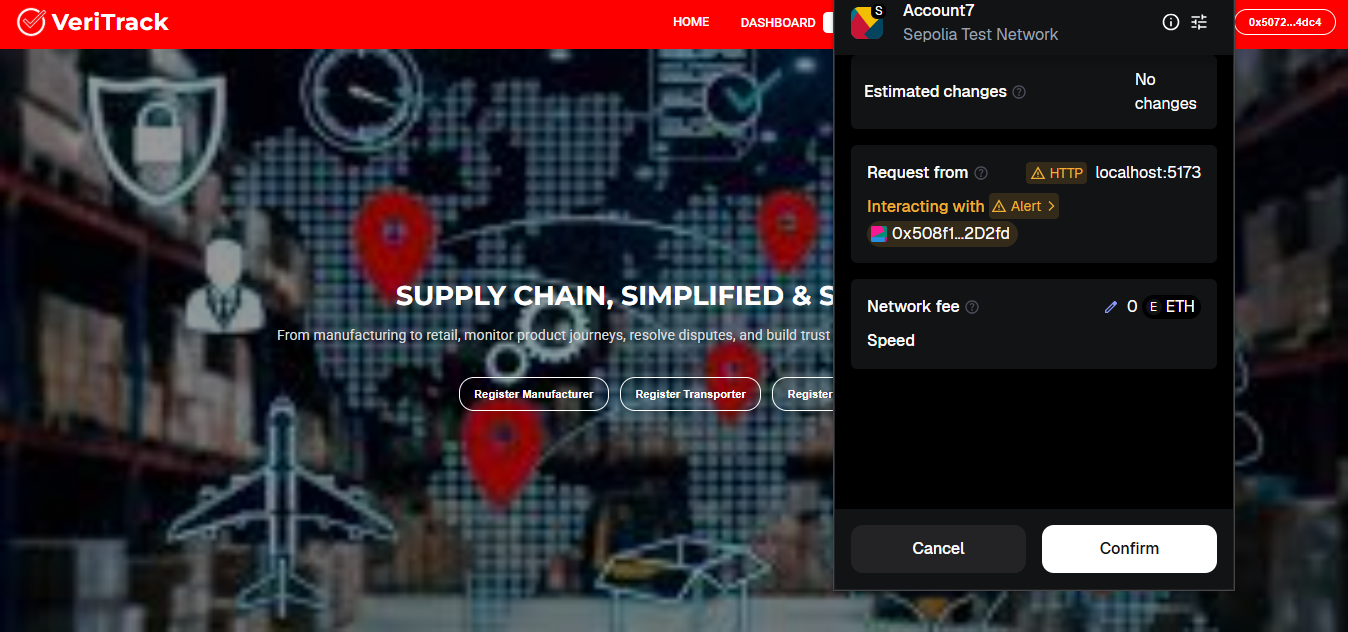 VeriTrack
HOME
DASHBOARD
0x5072...4dc4
SUPPLY CHAIN, SIMPLIFIED & S
From manufacturing to retail, monitor product journeys, resolve disputes, and build trust
Register Manufacturer
Register Transporter
Register
S
Account7
Sepolia Test Network
Estimated changes
No
changes
Request from
HTTP
localhost:5173
Interacting with
Alert >
0x508f1...2D2fd
Network fee
0
E
ETH
Speed
Cancel
Confirm